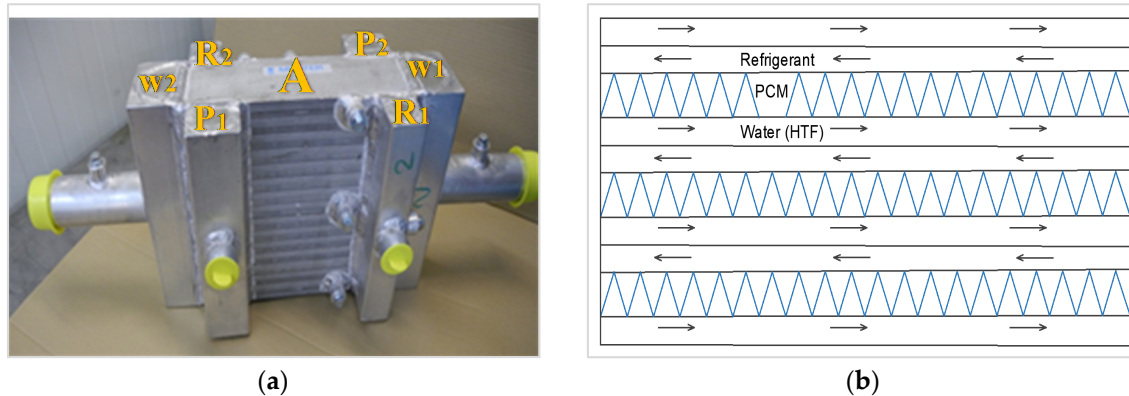 R2
P2
w2
A
w1
P1
R1
N 2
Refrigerant
PCM
Water (HTF)
(a)
(b)